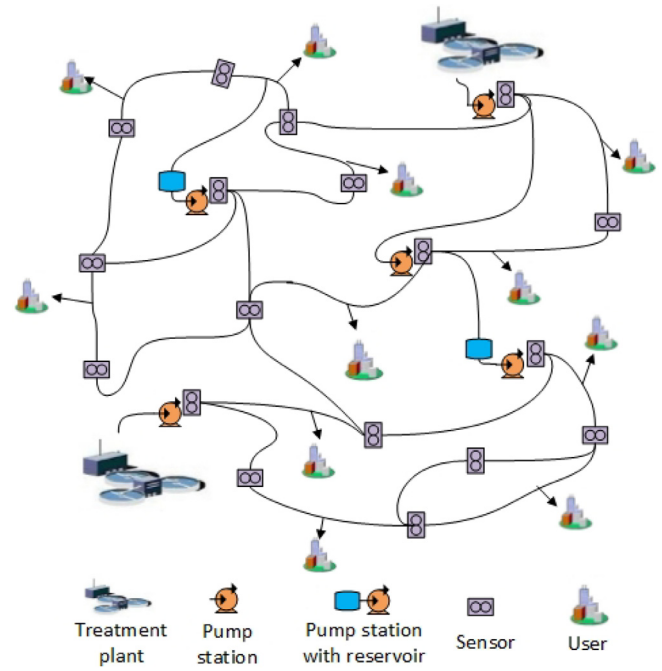 Treatment
plant
Pump
station
Pump station
with reservoir
Sensor
User